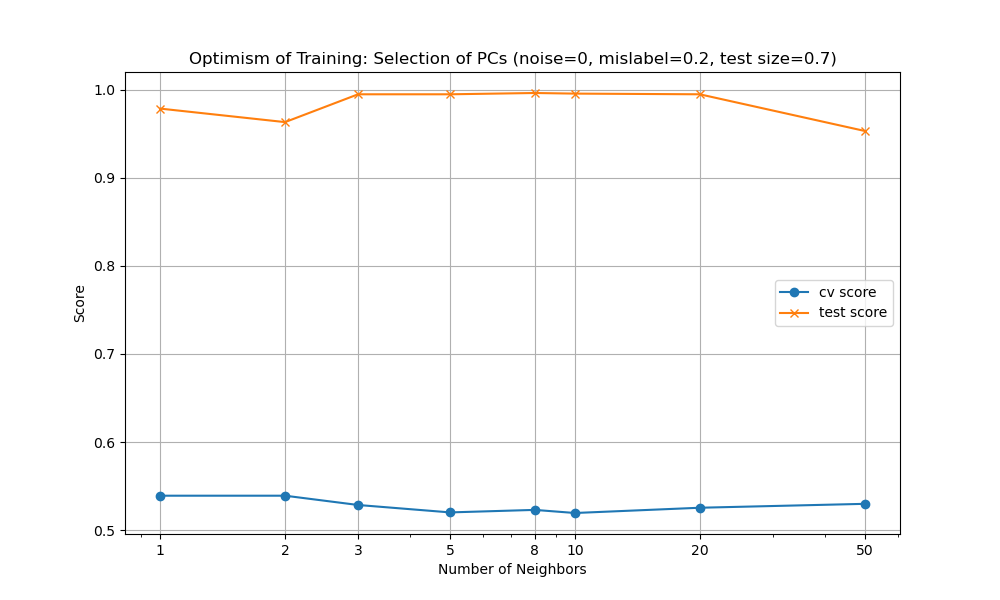 Optimism of Training: Selection of PCs (noise=0, mislabel=0.2, test size=0.7)
1.0
0.9
0.8
0.7
0.6
0.5
Score
cv score
test score
1 2 3 5 8 10 20 50
Number of Neighbors